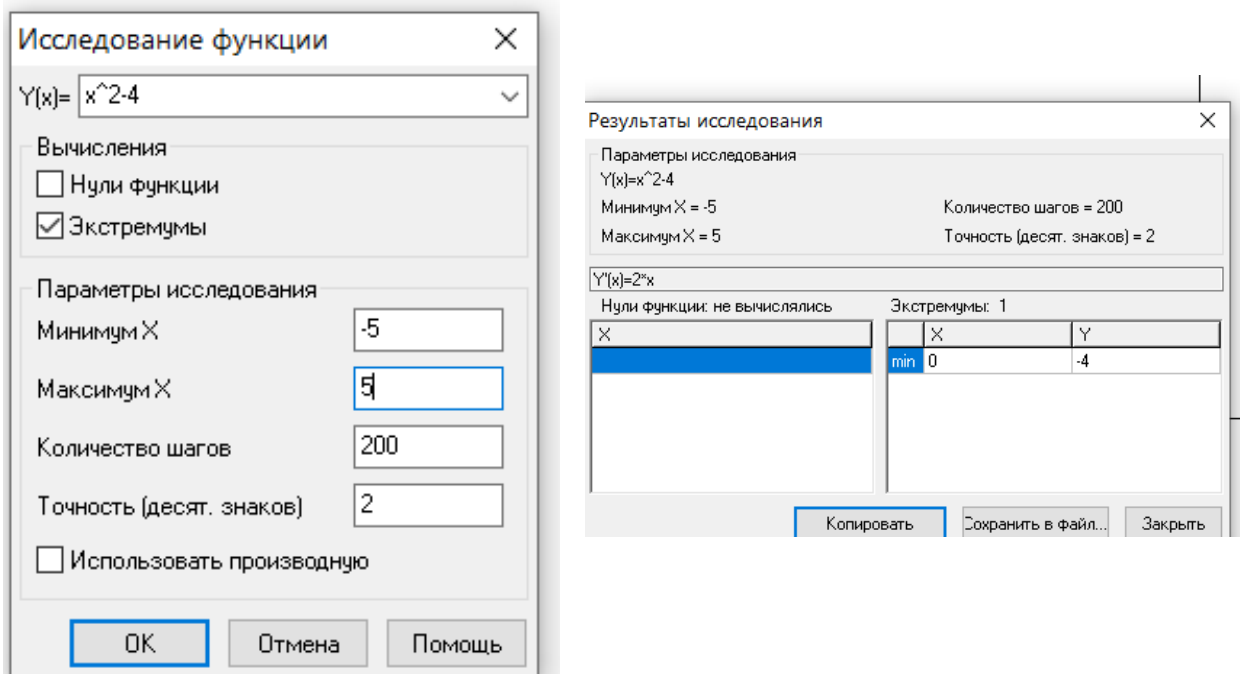 Исследование функции
Y(x)= x^2-4
Вычисления
Нули функции
Экстремумы
Параметры исследования
Минимум X -5
Максимум X 5
Количество шагов 200
Точность (десят. знаков) 2
Использовать производную
OK Отмена Помощь
Результаты исследования
Параметры исследования
Y(x)=x^2-4
Минимум X = -5 Количество шагов = 200
Максимум X = 5 Точность (десят. знаков) = 2
Y'(x)=2*x
Нули функции: не вычислялись Экстремумы: 1
X X Y
min 0 -4
Копировать Сохранить в файл... Закрыть